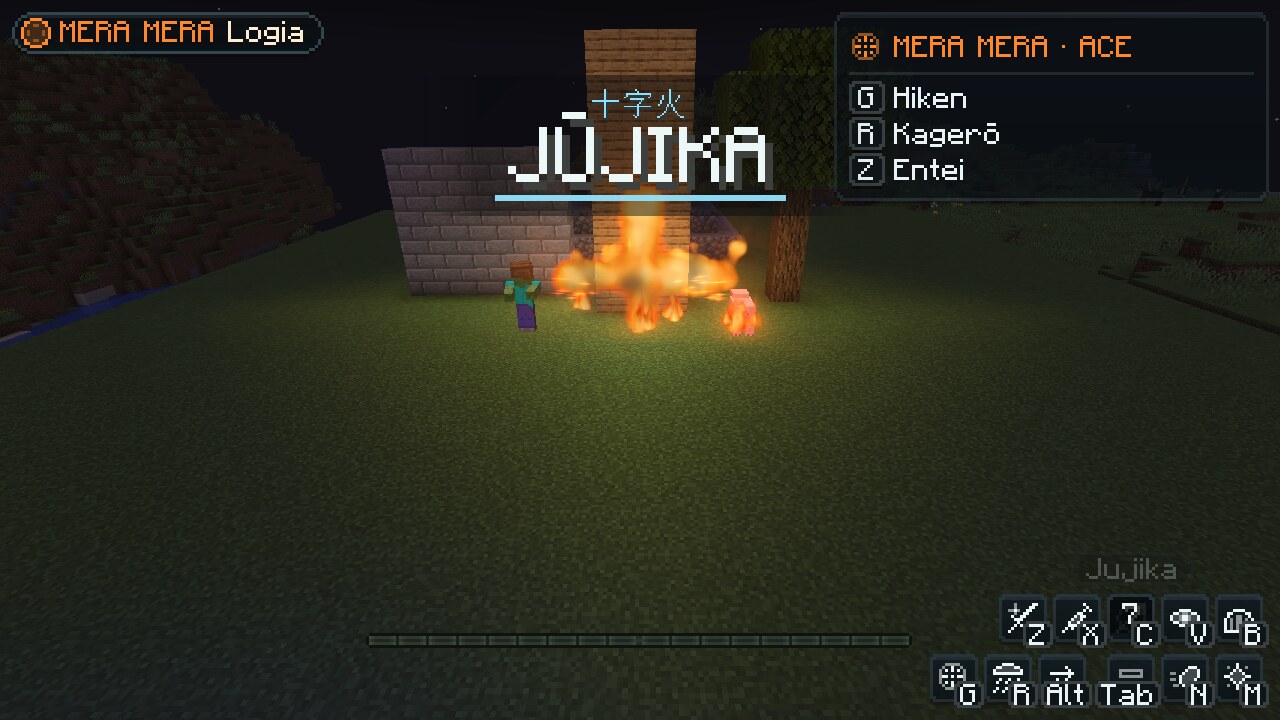 MERA MERA Logia
MERA MERA · ACE
G Hiken
R Kagerō
Z Entei
十字火
JŪJIKA
Jujika
Z X C V B
G R Alt Tab N M